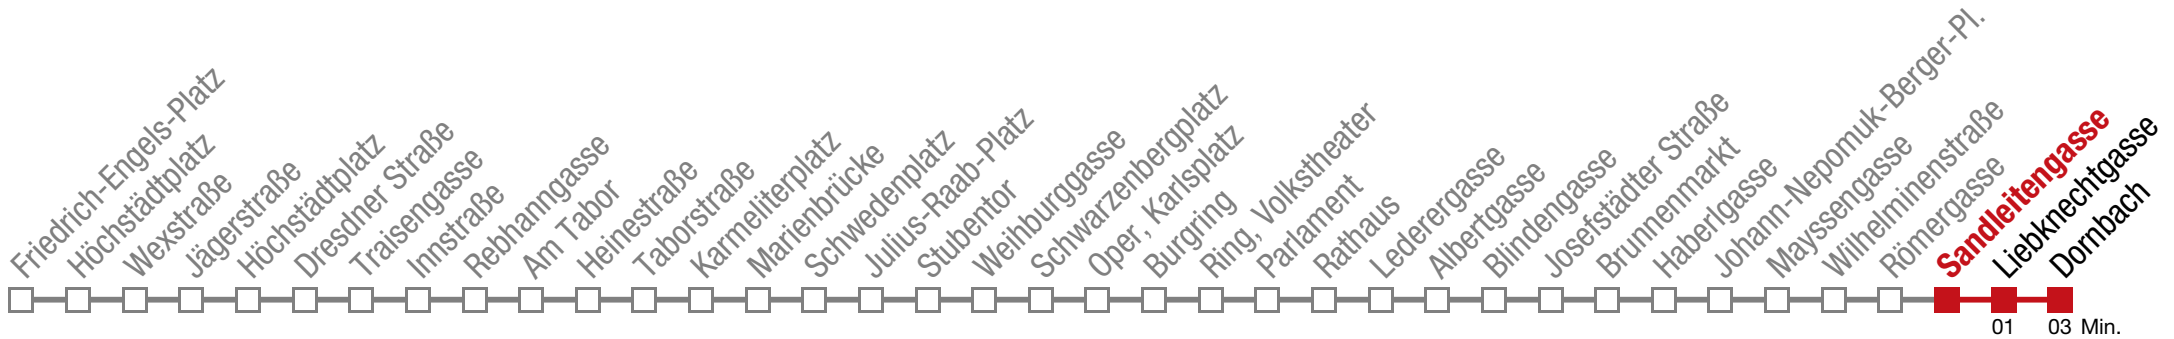 Friedrich-Engels-Platz
Höchstädtplatz
Wexstraße
Jägerstraße
Höchstädtplatz
Dresdner Straße
Traisengasse
Innstraße
Rebhanngasse
Am Tabor
Heinestraße
Taborstraße
Karmeliterplatz
Marienbrücke
Schwedenplatz
Julius-Raab-Platz
Stubentor
Weihburggasse
Schwarzenbergplatz
Oper, Karlsplatz
Burgring
Ring, Volkstheater
Parlament
Rathaus
Lederergasse
Albertgasse
Blindengasse
Josefstädter Straße
Brunnenmarkt
Haberlgasse
Johann-Nepomuk-Berger-Pl.
Mayssengasse
Wilhelminenstraße
Römergasse
Sandleitengasse
Liebknechtgasse
Dornbach
01 03 Min.